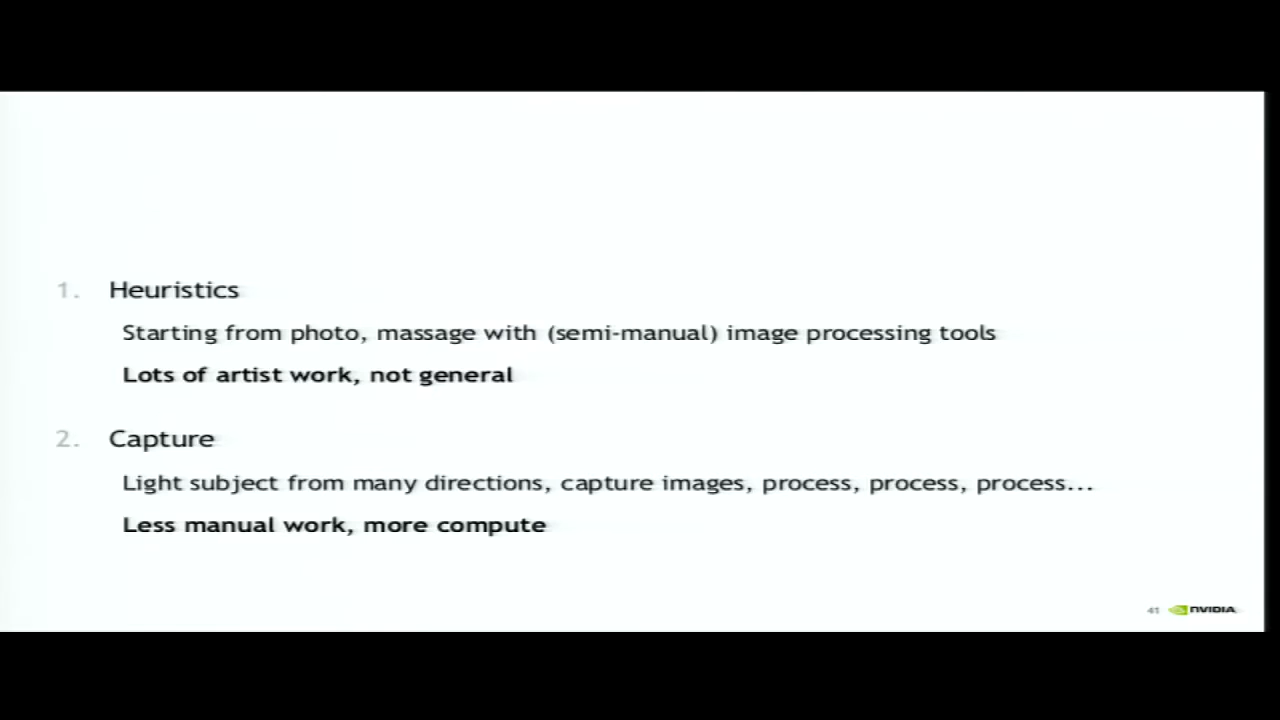 1. Heuristics
Starting from photo, massage with (semi-manual) image processing tools
Lots of artist work, not general
2. Capture
Light subject from many directions, capture images, process, process, process...
Less manual work, more compute
41 NVIDIA